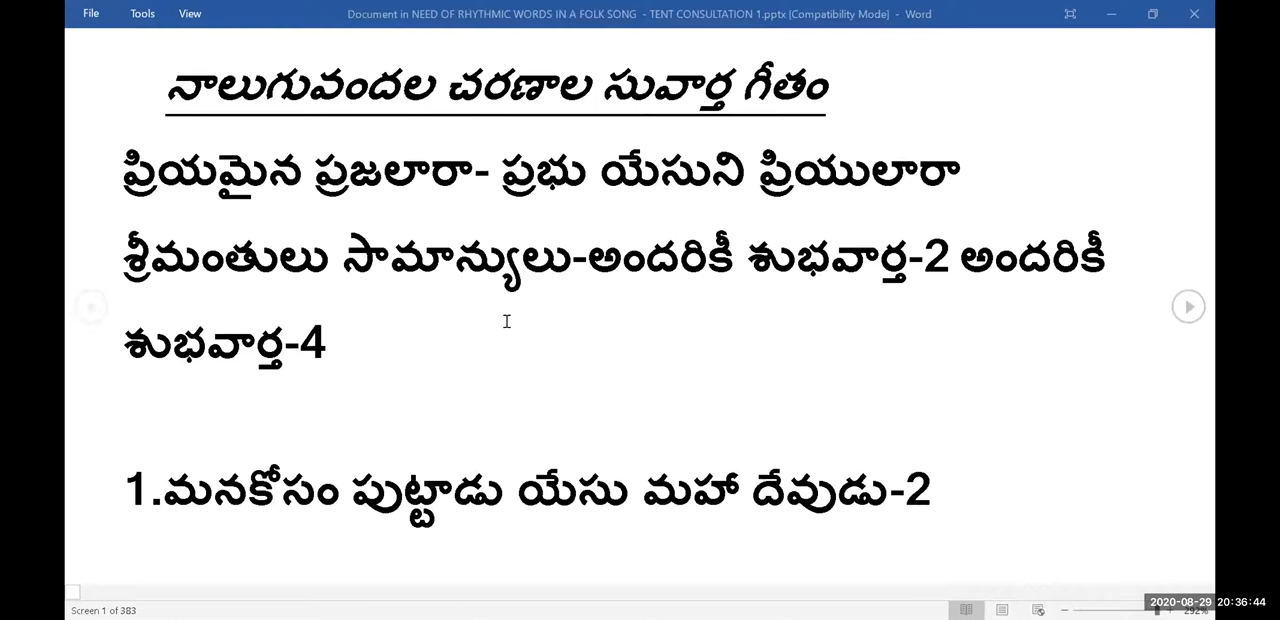 File Tools View Document in NEED OF RHYTHMIC WORDS IN A FOLK SONG - TENT CONSULTATION 1.pptx [Compatibility Mode] - Word
నాలుగువందల చరణాల సువార్త గీతం
ప్రియమైన ప్రజలారా- ప్రభు యేసుని ప్రియులారా
శ్రీమంతులు సామాన్యులు-అందరికీ శుభవార్త-2 అందరికీ
శుభవార్త-4
1.మనకోసం పుట్టాడు యేసు మహా దేవుడు-2
Screen 1 of 383
2020-08-29 20:36:44